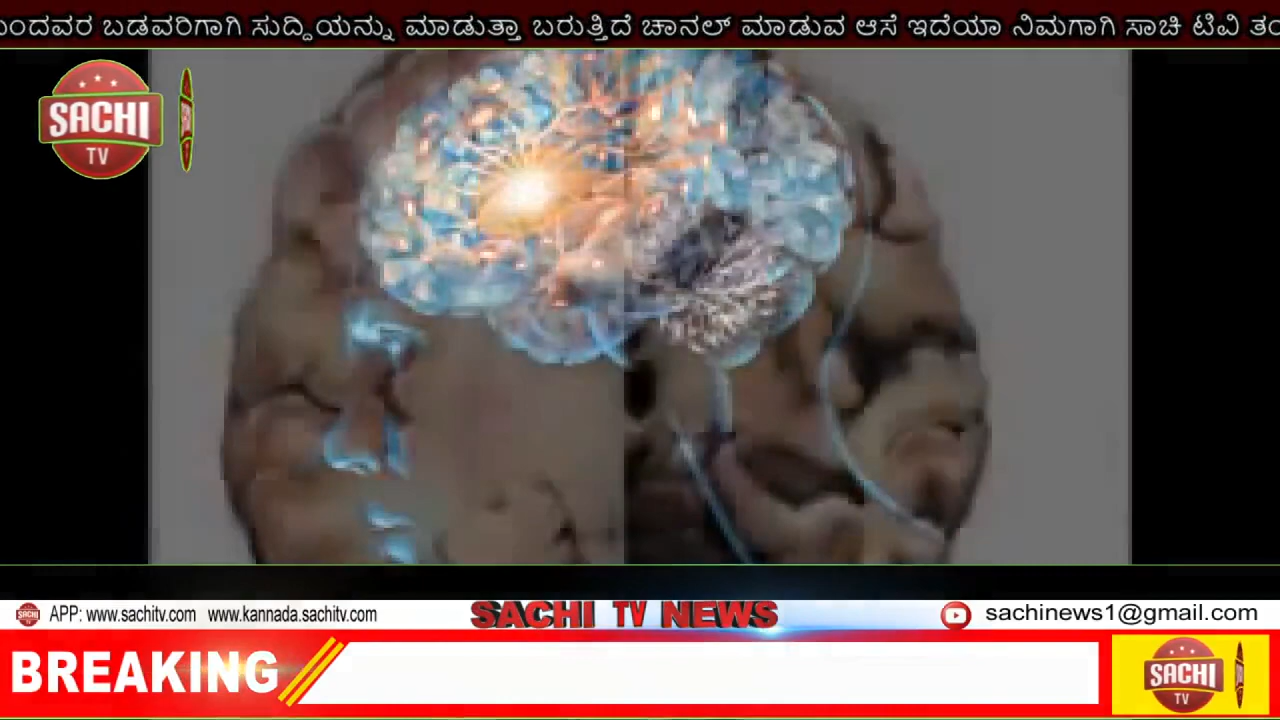 ಬಡವರಿಗಾಗಿ ಸುದ್ದಿಯನ್ನು ಮಾಡುತ್ತಾ ಬರುತ್ತಿದೆ ಚಾನಲ್ ಮಾಡುವ ಆಸೆ ಇದೆಯಾ ನಿಮಗಾಗಿ ಸಾಚಿ ಟಿವಿ
SACHI
TV
APP: www.sachitv.com www.kannada.sachitv.com SACHI TV NEWS sachinews1@gmail.com
BREAKING
SACHI
TV